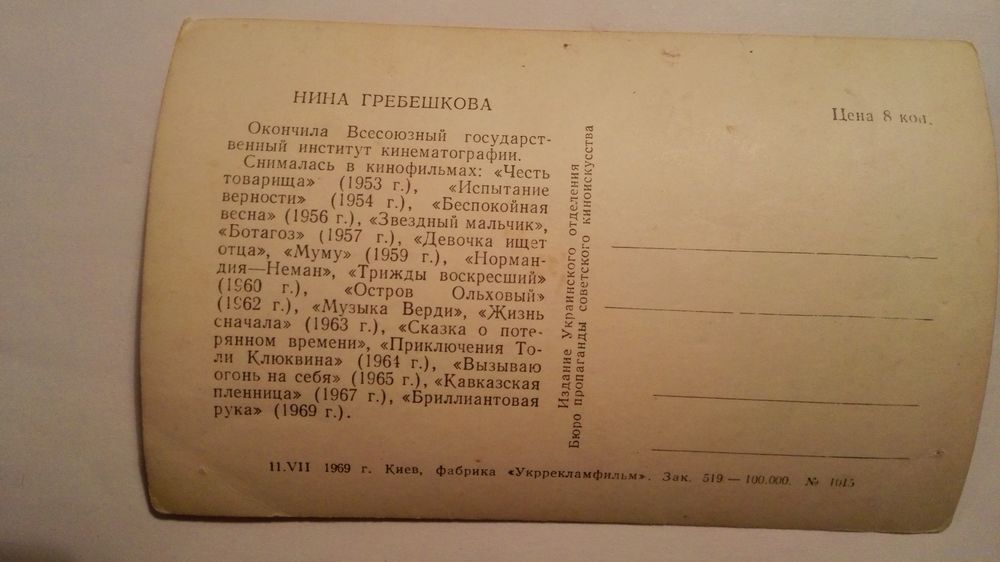 НИНА ГРЕБЕШКОВА
Окончила Всесоюзный государст-
венный институт кинематографии.
Снималась в кинофильмах: «Честь
товарища» (1953 г.), «Испытание
верности» (1954 г.), «Беспокойная
весна» (1956 г.), «Звездный мальчик»,
«Ботагоз» (1957 г.), «Девочка ищет
отца», «Муму» (1959 г.), «Норман-
дия—Неман», «Трижды воскресший»
(1960 г.), «Остров Ольховый»
(1962 г.), «Музыка Верди», «Жизнь
сначала» (1963 г.), «Сказка о поте-
рянном времени», «Приключения То-
ли Клюквина» (1964 г.), «Вызываю
огонь на себя» (1965 г.), «Кавказская
пленница» (1967 г.), «Бриллиантовая
рука» (1969 г.).
Издание Украинского отделения
Бюро пропаганды советского киноискусства
Цена 8 коп.
11.VII 1969 г. Киев, фабрика «Укррекламфильм». Зак. 519 — 100.000. № 1015